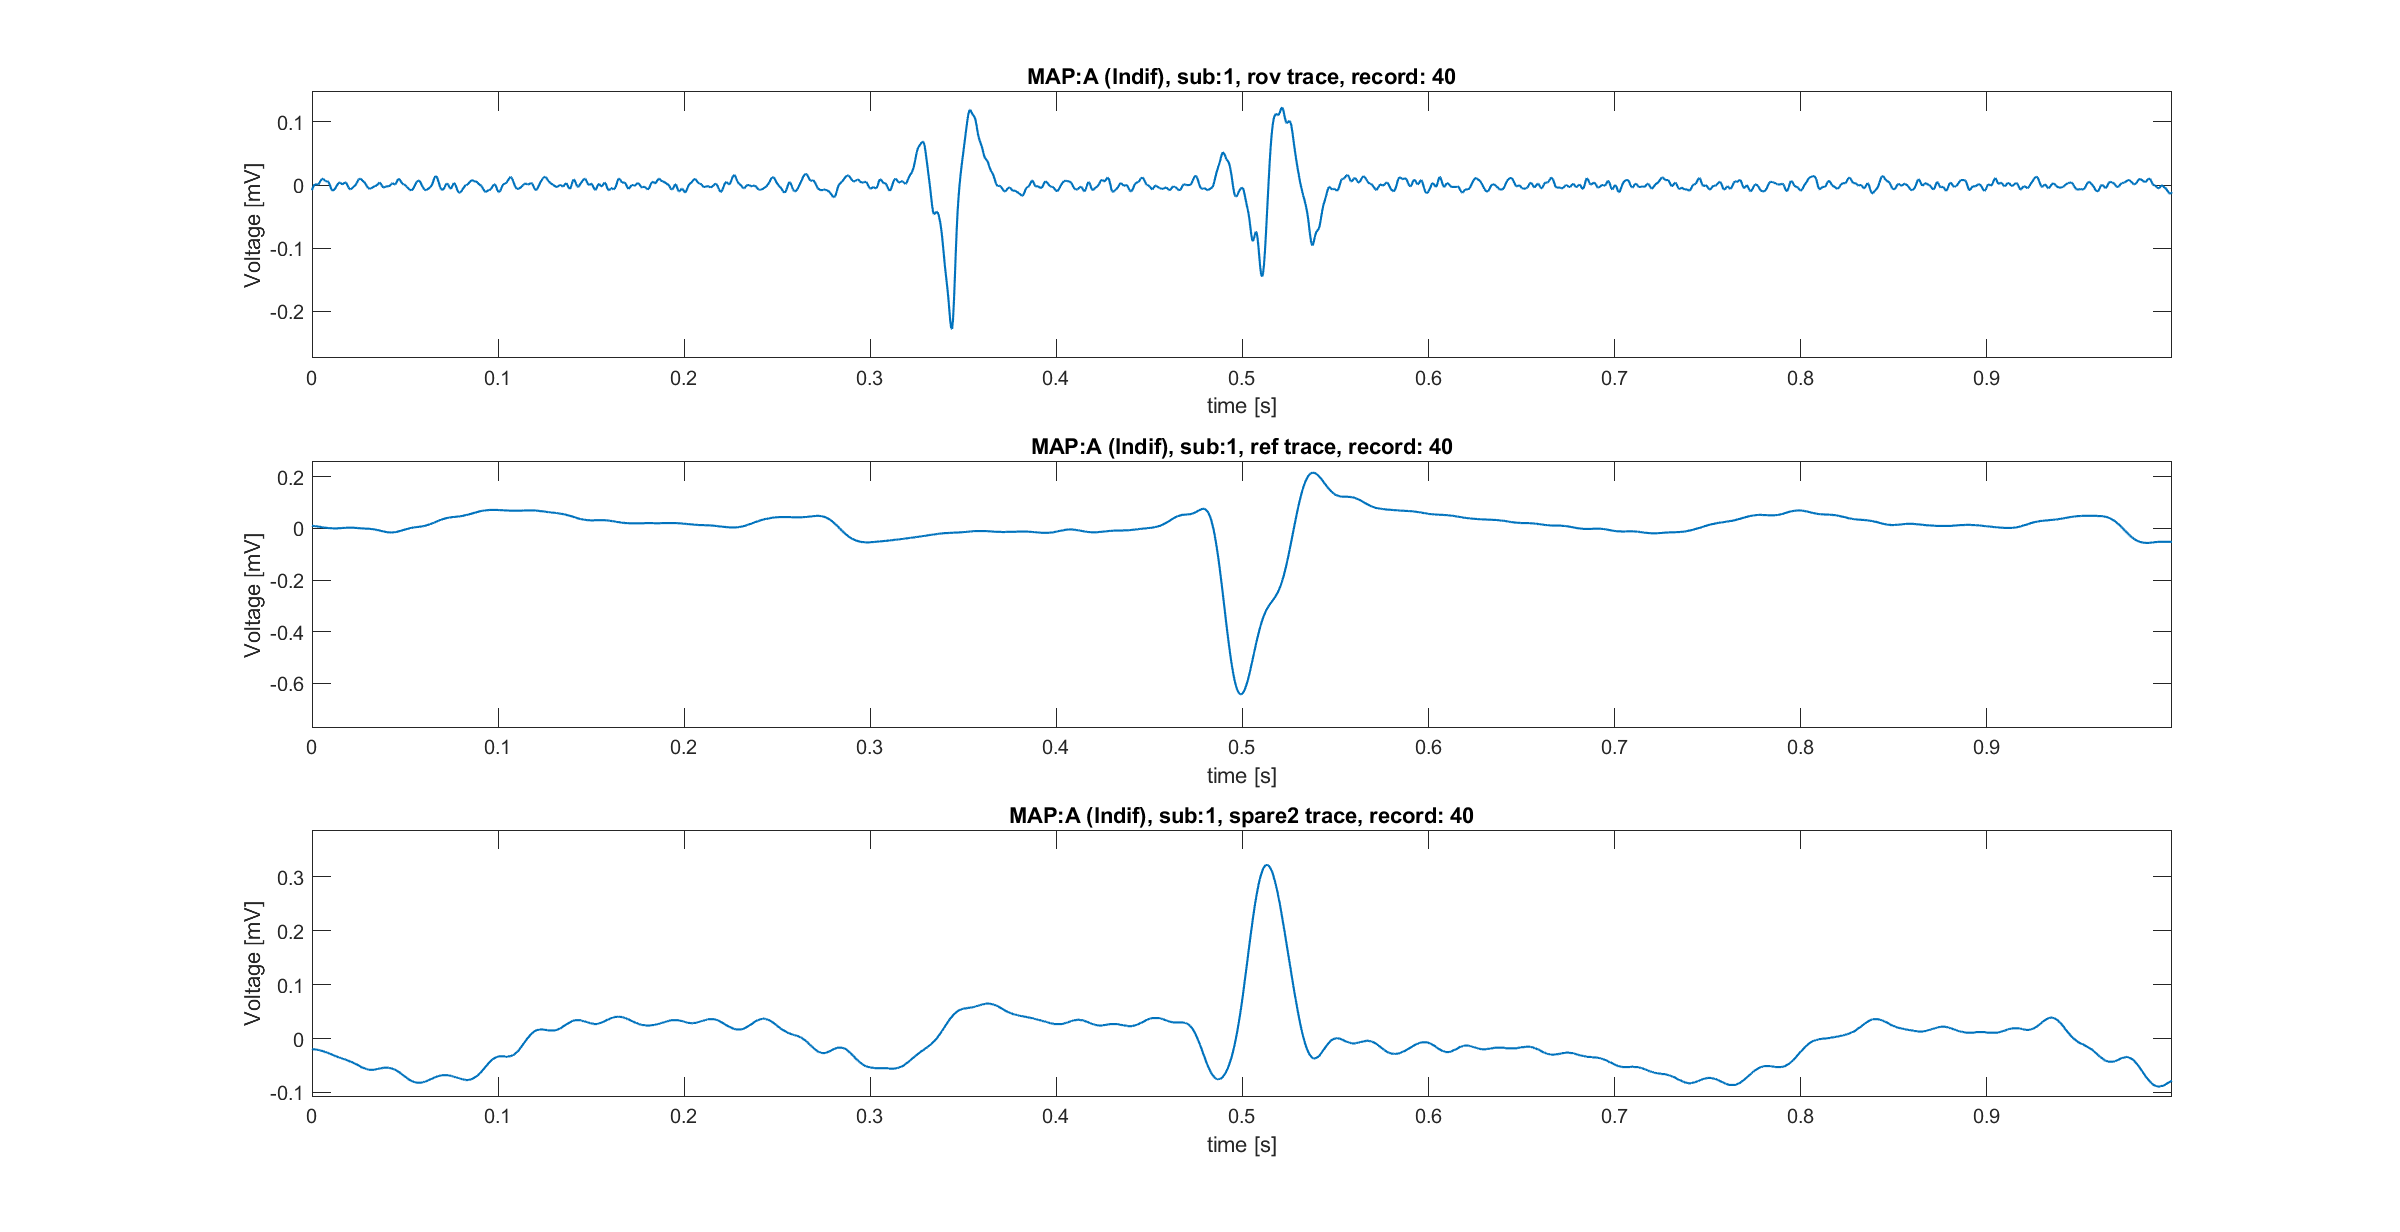 MAP:A (Indif), sub:1, rov trace, record: 40
Voltage [mV]
0.1
0
-0.1
-0.2
0 0.1 0.2 0.3 0.4 0.5 0.6 0.7 0.8 0.9
time [s]
MAP:A (Indif), sub:1, ref trace, record: 40
Voltage [mV]
0.2
0
-0.2
-0.4
-0.6
0 0.1 0.2 0.3 0.4 0.5 0.6 0.7 0.8 0.9
time [s]
MAP:A (Indif), sub:1, spare2 trace, record: 40
Voltage [mV]
0.3
0.2
0.1
0
-0.1
0 0.1 0.2 0.3 0.4 0.5 0.6 0.7 0.8 0.9
time [s]